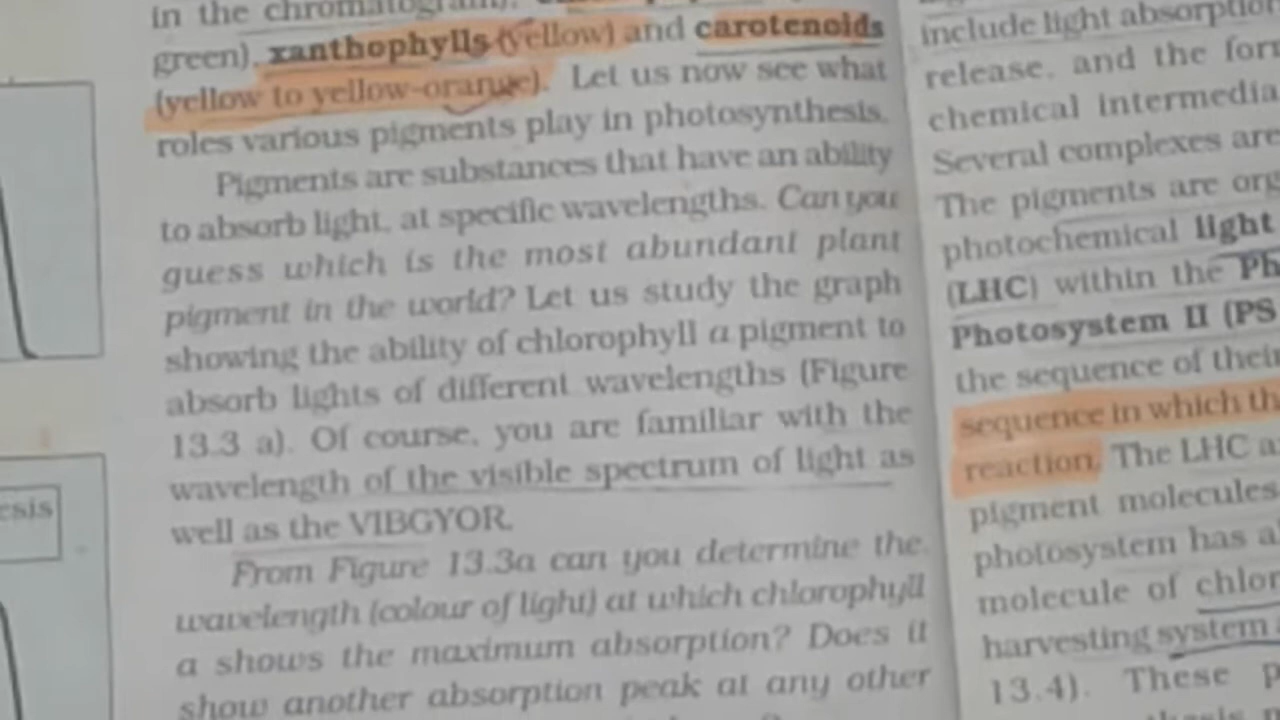 in the chromatogram),
green), xanthophylls (yellow) and carotenoids
(yellow to yellow-orange). Let us now see what
roles various pigments play in photosynthesis.
Pigments are substances that have an ability
to absorb light, at specific wavelengths. Can you
guess which is the most abundant plant
pigment in the world? Let us study the graph
showing the ability of chlorophyll a pigment to
absorb lights of different wavelengths (Figure
13.3 a). Of course, you are familiar with the
wavelength of the visible spectrum of light as
well as the VIBGYOR.
From Figure 13.3a can you determine the
wavelength (colour of light) at which chlorophyll
a shows the maximum absorption? Does it
show another absorption peak at any other
esis
include light absorption
release, and the for
chemical intermedia
Several complexes are
The pigments are org
photochemical light
(LHC) within the Ph
Photosystem II (PS
the sequence of their
sequence in which th
reaction. The LHC a
pigment molecules
photosystem has a
molecule of chlor
harvesting system
13.4). These p